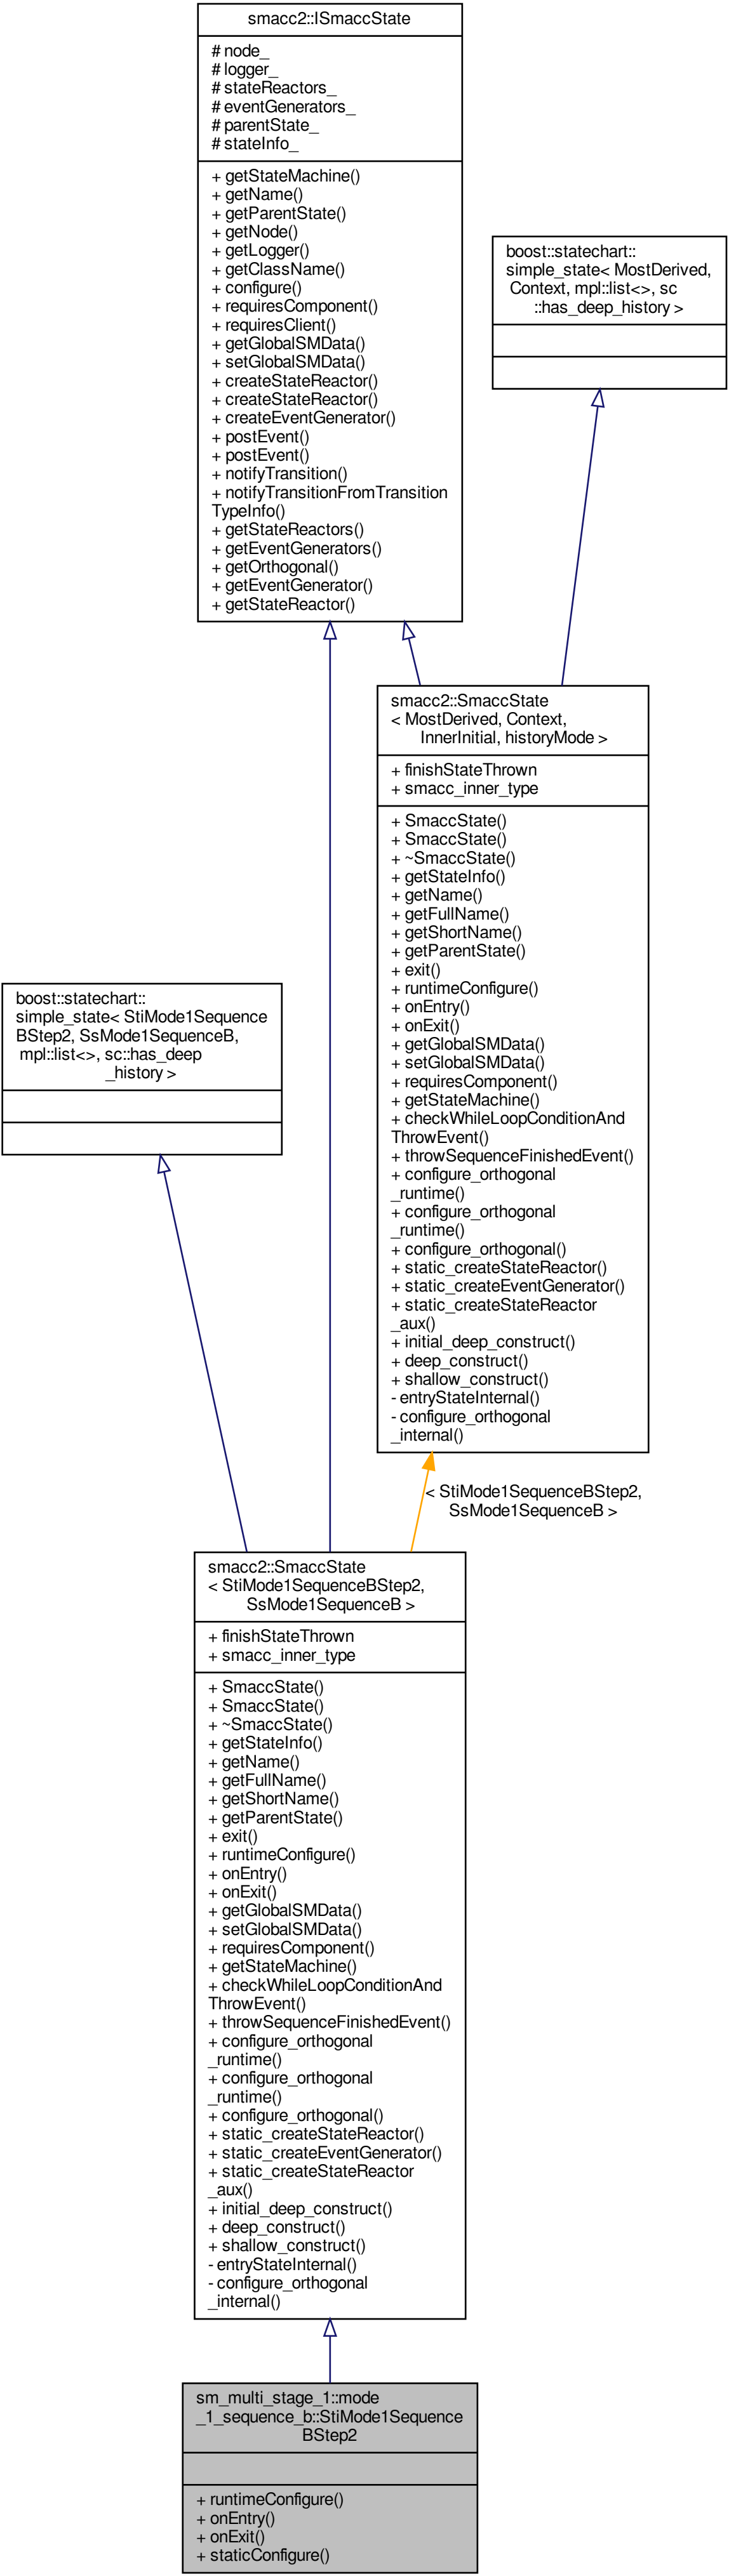 smacc2::ISmaccState
# node_
# logger_
# stateReactors_
# eventGenerators_
# parentState_
# stateInfo_
+ getStateMachine()
+ getName()
+ getParentState()
+ getNode()
+ getLogger()
+ getClassName()
+ configure()
+ requiresComponent()
+ requiresClient()
+ getGlobalSMData()
+ setGlobalSMData()
+ createStateReactor()
+ createStateReactor()
+ createEventGenerator()
+ postEvent()
+ postEvent()
+ notifyTransition()
+ notifyTransitionFromTransition
TypeInfo()
+ getStateReactors()
+ getEventGenerators()
+ getOrthogonal()
+ getEventGenerator()
+ getStateReactor()
boost::statechart::
simple_state< MostDerived,
Context, mpl::list<>, sc
::has_deep_history >
smacc2::SmaccState
< MostDerived, Context,
InnerInitial, historyMode >
+ finishStateThrown
+ smacc_inner_type
+ SmaccState()
+ SmaccState()
+ ~SmaccState()
+ getStateInfo()
+ getName()
+ getFullName()
+ getShortName()
+ getParentState()
+ exit()
+ runtimeConfigure()
+ onEntry()
+ onExit()
+ getGlobalSMData()
+ setGlobalSMData()
+ requiresComponent()
+ getStateMachine()
+ checkWhileLoopConditionAnd
ThrowEvent()
+ throwSequenceFinishedEvent()
+ configure_orthogonal
_runtime()
+ configure_orthogonal
_runtime()
+ configure_orthogonal()
+ static_createStateReactor()
+ static_createEventGenerator()
+ static_createStateReactor
_aux()
+ initial_deep_construct()
+ deep_construct()
+ shallow_construct()
- entryStateInternal()
- configure_orthogonal
_internal()
boost::statechart::
simple_state< StiMode1Sequence
BStep2, SsMode1SequenceB,
mpl::list<>, sc::has_deep
_history >
< StiMode1SequenceBStep2,
SsMode1SequenceB >
smacc2::SmaccState
< StiMode1SequenceBStep2,
SsMode1SequenceB >
+ finishStateThrown
+ smacc_inner_type
+ SmaccState()
+ SmaccState()
+ ~SmaccState()
+ getStateInfo()
+ getName()
+ getFullName()
+ getShortName()
+ getParentState()
+ exit()
+ runtimeConfigure()
+ onEntry()
+ onExit()
+ getGlobalSMData()
+ setGlobalSMData()
+ requiresComponent()
+ getStateMachine()
+ checkWhileLoopConditionAnd
ThrowEvent()
+ throwSequenceFinishedEvent()
+ configure_orthogonal
_runtime()
+ configure_orthogonal
_runtime()
+ configure_orthogonal()
+ static_createStateReactor()
+ static_createEventGenerator()
+ static_createStateReactor
_aux()
+ initial_deep_construct()
+ deep_construct()
+ shallow_construct()
- entryStateInternal()
- configure_orthogonal
_internal()
sm_multi_stage_1::mode
_1_sequence_b::StiMode1Sequence
BStep2
+ runtimeConfigure()
+ onEntry()
+ onExit()
+ staticConfigure()